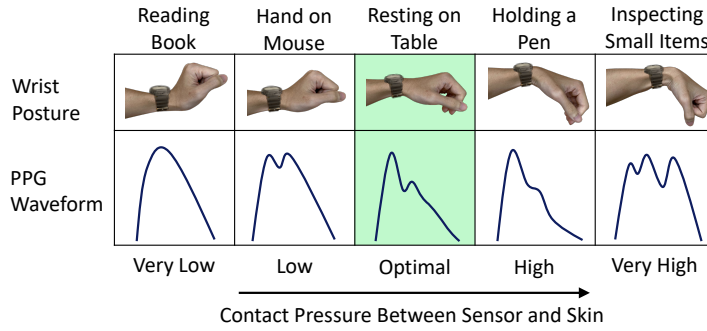 Reading Book
Hand on Mouse
Resting on Table
Holding a Pen
Inspecting Small Items
Wrist Posture
PPG Waveform
Very Low
Low
Optimal
High
Very High
Contact Pressure Between Sensor and Skin